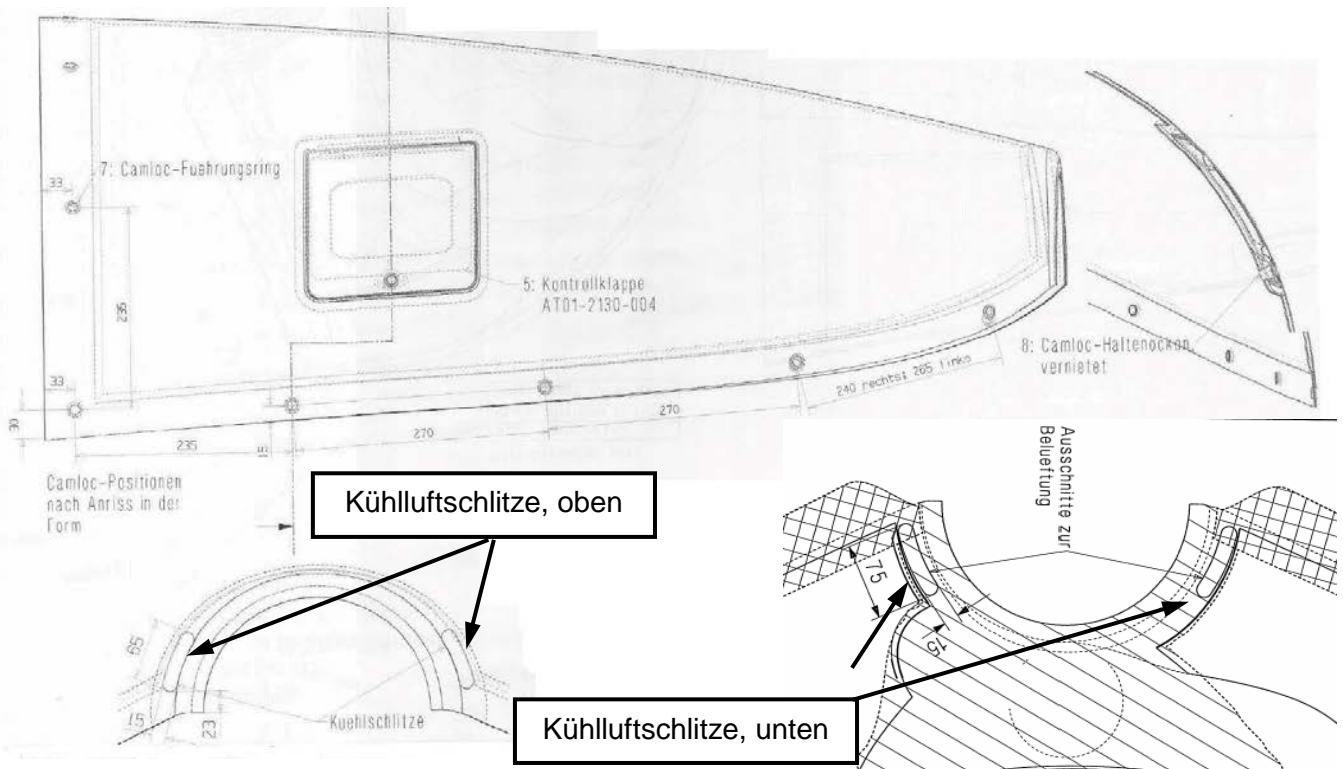 33
7: Camloc-Fuehrungsring
235
5: Kontrollklappe
AT01-2130-004
33
30
235
15
270
270
240 rechts; 265 links
8: Camloc-Haltenocken,
vernietet
Camloc-Positionen
nach Anriss in der
Form
Kühlluftschlitze, oben
Ausschnitte zur
Belueftung
75
15
65
15
23
Kuehlschlitze
Kühlluftschlitze, unten